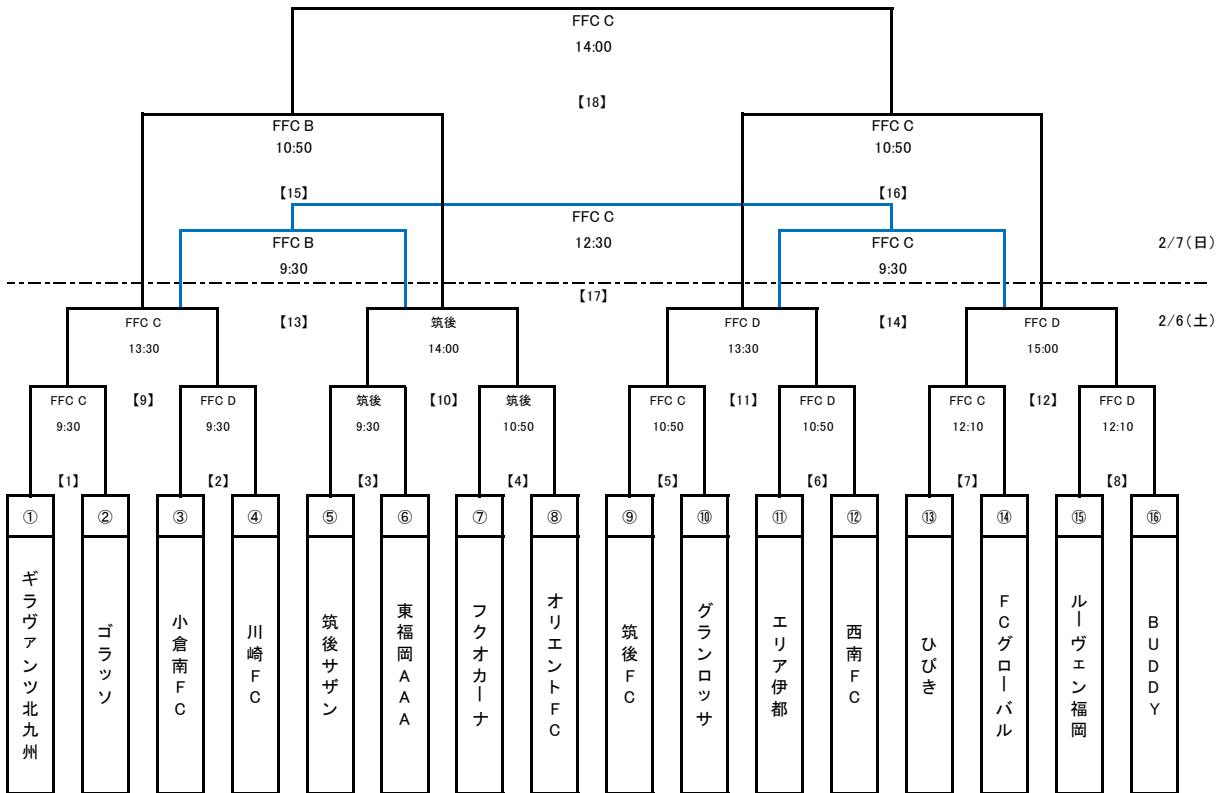 FFC C
14:00
【18】
FFC B
FFC C
10:50
10:50
【15】
【16】
FFC C
FFC B
12:30
FFC C
2/7(日)
9:30
9:30
【17】
FFC C
【13】
筑後
FFC D
【14】
FFC D
2/6(土)
13:30
14:00
13:30
15:00
FFC C
【9】
FFC D
筑後
【10】
筑後
FFC C
【11】
FFC D
FFC C
【12】
FFC D
9:30
9:30
9:30
10:50
10:50
10:50
12:10
12:10
【1】
【2】
【3】
【4】
【5】
【6】
【7】
【8】
①
②
③
④
⑤
⑥
⑦
⑧
⑨
⑩
⑪
⑫
⑬
⑭
⑮
⑯
ギラヴァンツ北九州
ゴラッソ
小倉南FC
川崎FC
筑後サザン
東福岡AAA
フクオカーナ
オリエントFC
筑後FC
グランロッサ
エリア伊都
西南FC
ひびき
FCグローバル
ルーヴェン福岡
BUDDY